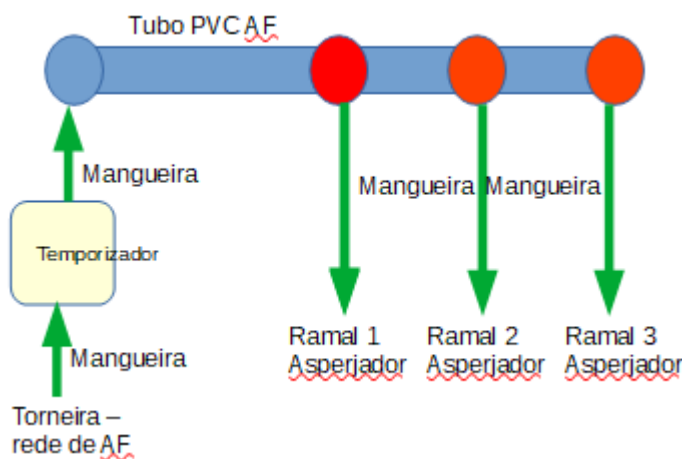 Tubo PVC AF
Mangueira
Mangueira Mangueira
Temporizador
Mangueira
Ramal 1
Asperjador
Ramal 2
Asperjador
Ramal 3
Asperjador
Torneira –
rede de AF